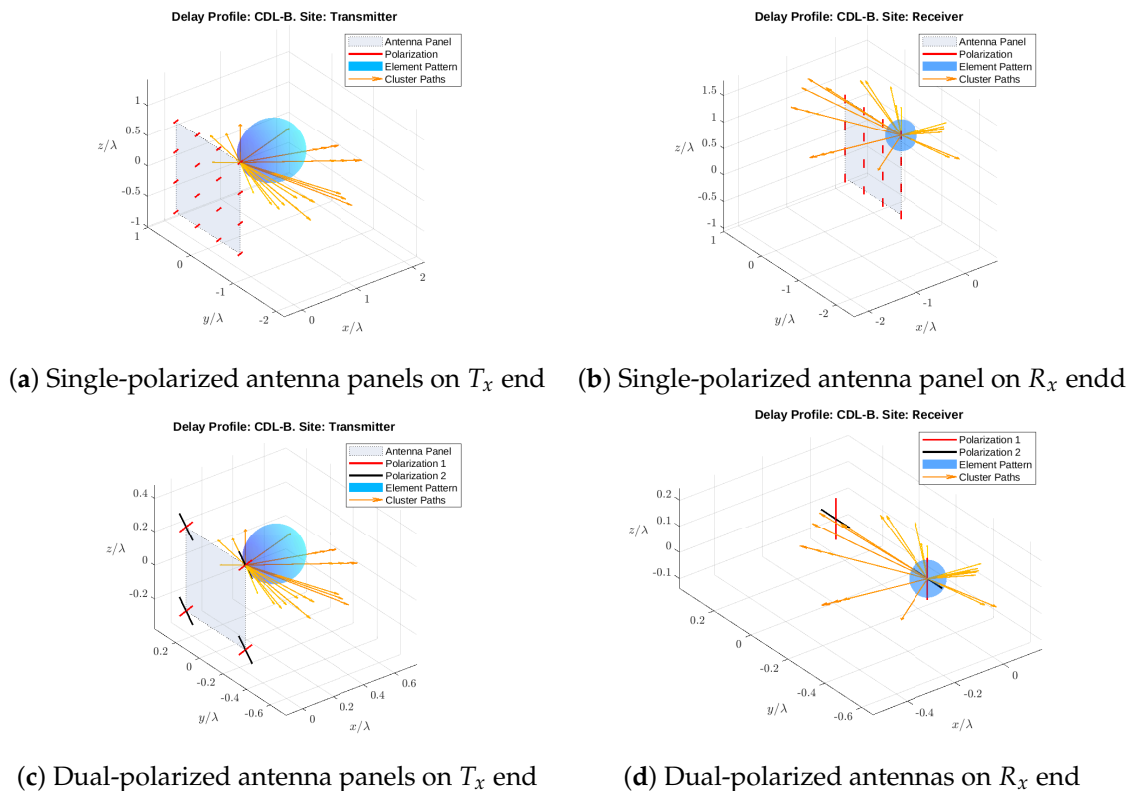 Delay Profile: CDL-B. Site: Transmitter
Antenna Panel
Polarization
Element Pattern
Cluster Paths
1
0.5
z/λ
0
-0.5
-1
1
0
-1
-2
y/λ
0
1
2
x/λ
Delay Profile: CDL-B. Site: Receiver
Antenna Panel
Polarization
Element Pattern
Cluster Paths
1.5
1
0.5
z/λ
0
-0.5
-1
1
0
-1
-2
y/λ
-2
-1
0
x/λ
(a) Single-polarized antenna panels on Tₓ end
(b) Single-polarized antenna panel on Rₓ endd
Delay Profile: CDL-B. Site: Transmitter
Antenna Panel
Polarization 1
Polarization 2
Element Pattern
Cluster Paths
0.4
0.2
z/λ
0
-0.2
0.2
0
-0.2
-0.4
-0.6
y/λ
0
0.2
0.4
0.6
x/λ
Delay Profile: CDL-B. Site: Receiver
Polarization 1
Polarization 2
Element Pattern
Cluster Paths
0.2
0.1
z/λ
0
-0.1
0.2
0
-0.2
-0.4
-0.6
y/λ
-0.4
-0.2
0
x/λ
(c) Dual-polarized antenna panels on Tₓ end
(d) Dual-polarized antennas on Rₓ end